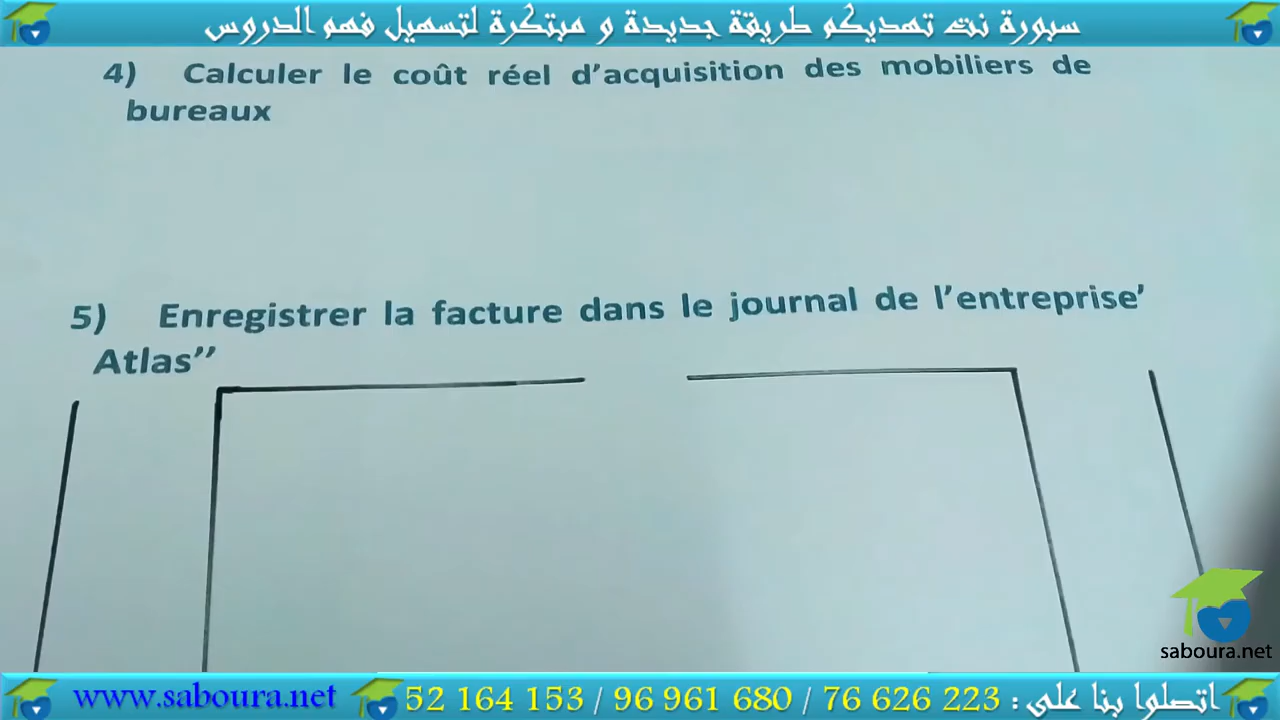 سبورة نت تهديكم طريقة جديدة و مبتكرة لتسهيل فهم الدروس
4) Calculer le coût réel d’acquisition des mobiliers de
bureaux
5) Enregistrer la facture dans le journal de l’entreprise’
Atlas’’
saboura.net
www.saboura.net
52 164 153 / 96 961 680 / 76 626 223 : اتصلوا بنا على